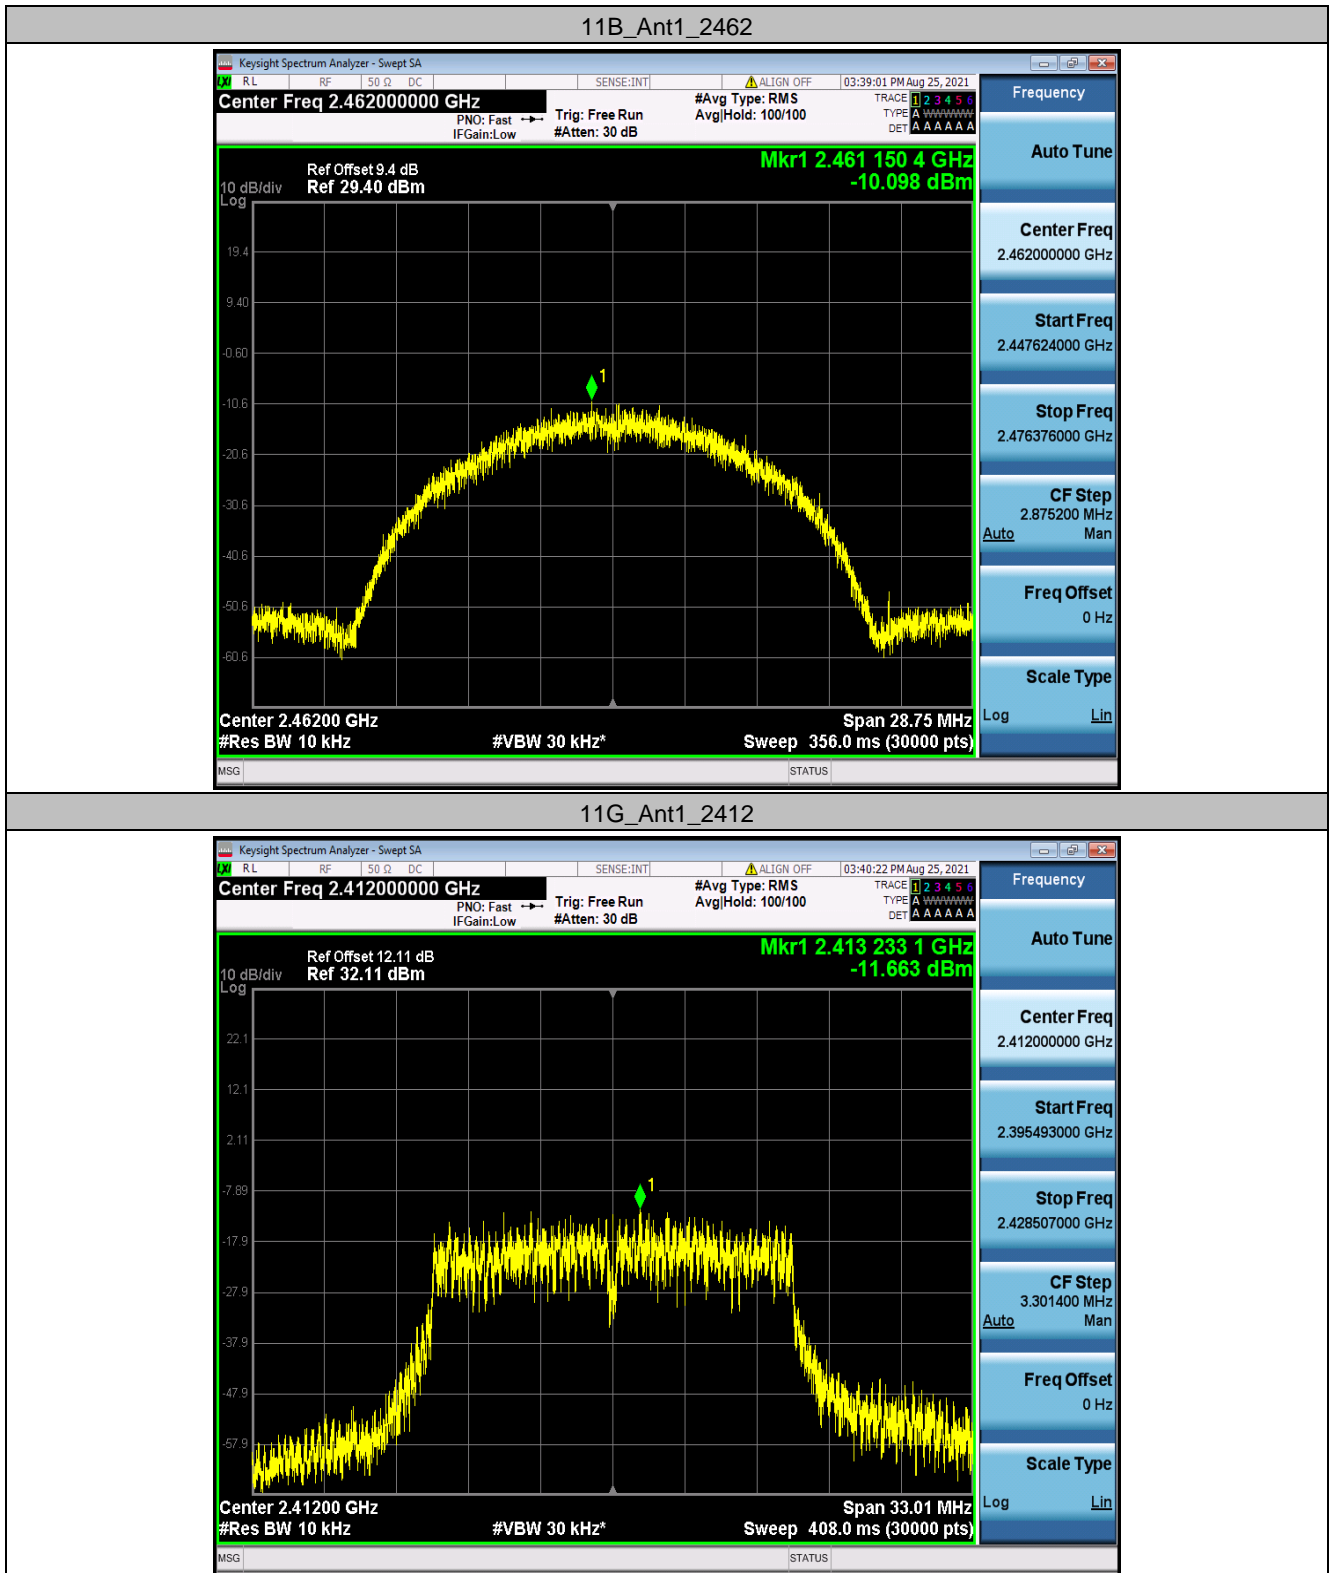 11B_Ant1_2462
Keysight Spectrum Analyzer - Swept SA
LXI RL RF 50 Ω DC SENSE:INT ALIGN OFF 03:39:01 PM Aug 25, 2021
Center Freq 2.462000000 GHz #Avg Type: RMS TRACE 1 2 3 4 5 6
PNO: Fast Trig: Free Run Avg|Hold: 100/100 TYPE A WWWWW
IFGain:Low #Atten: 30 dB DET A A A A A A
Mkr1 2.461 150 4 GHz
Ref Offset 9.4 dB
10 dB/div Ref 29.40 dBm -10.098 dBm
Log
19.4
9.40
-0.60
1
-10.6
-20.6
-30.6
-40.6
-50.6
-60.6
Center 2.46200 GHz Span 28.75 MHz
#Res BW 10 kHz #VBW 30 kHz* Sweep 356.0 ms (30000 pts)
MSG STATUS
Frequency
Auto Tune
Center Freq
2.462000000 GHz
Start Freq
2.447624000 GHz
Stop Freq
2.476376000 GHz
CF Step
2.875200 MHz
Auto Man
Freq Offset
0 Hz
Scale Type
Log Lin
11G_Ant1_2412
Keysight Spectrum Analyzer - Swept SA
LXI RL RF 50 Ω DC SENSE:INT ALIGN OFF 03:40:22 PM Aug 25, 2021
Center Freq 2.412000000 GHz #Avg Type: RMS TRACE 1 2 3 4 5 6
PNO: Fast Trig: Free Run Avg|Hold: 100/100 TYPE A WWWWW
IFGain:Low #Atten: 30 dB DET A A A A A A
Mkr1 2.413 233 1 GHz
Ref Offset 12.11 dB
10 dB/div Ref 32.11 dBm -11.663 dBm
Log
22.1
12.1
2.11
1
-7.89
-17.9
-27.9
-37.9
-47.9
-57.9
Center 2.41200 GHz Span 33.01 MHz
#Res BW 10 kHz #VBW 30 kHz* Sweep 408.0 ms (30000 pts)
MSG STATUS
Frequency
Auto Tune
Center Freq
2.412000000 GHz
Start Freq
2.395493000 GHz
Stop Freq
2.428507000 GHz
CF Step
3.301400 MHz
Auto Man
Freq Offset
0 Hz
Scale Type
Log Lin